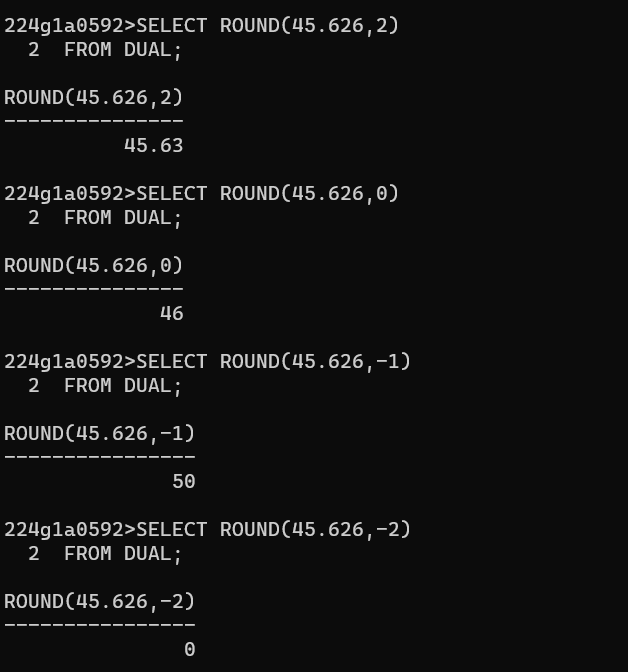 224g1a0592>SELECT ROUND(45.626,2)
  2  FROM DUAL;

ROUND(45.626,2)
---------------
          45.63

224g1a0592>SELECT ROUND(45.626,0)
  2  FROM DUAL;

ROUND(45.626,0)
---------------
             46

224g1a0592>SELECT ROUND(45.626,-1)
  2  FROM DUAL;

ROUND(45.626,-1)
----------------
              50

224g1a0592>SELECT ROUND(45.626,-2)
  2  FROM DUAL;

ROUND(45.626,-2)
----------------
               0